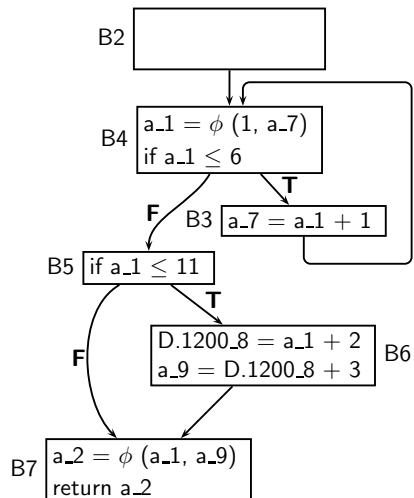 B2
B4
a_1 = ϕ (1, a_7)
if a_1 ≤ 6
F
T
B3
a_7 = a_1 + 1
B5
if a_1 ≤ 11
F
T
D.1200_8 = a_1 + 2
a_9 = D.1200_8 + 3
B6
B7
a_2 = ϕ (a_1, a_9)
return a_2